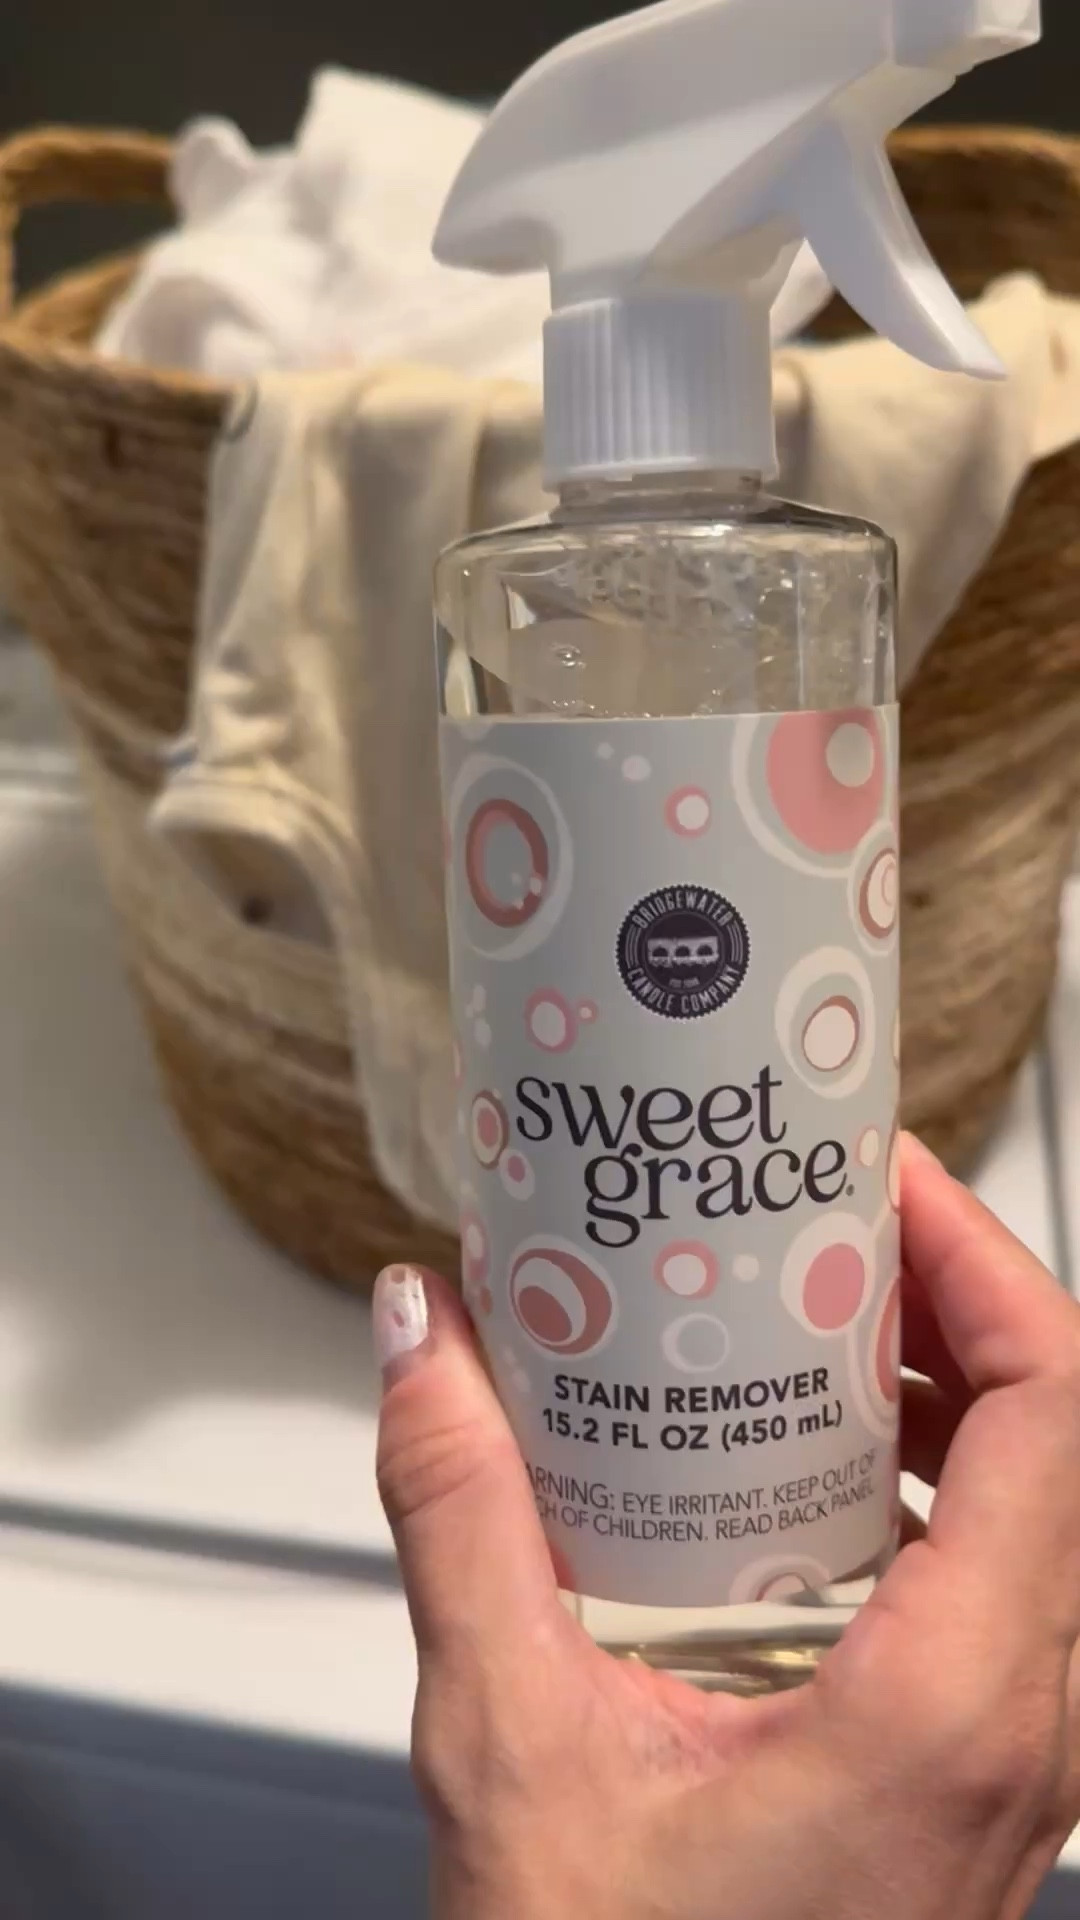 BRIDGEWATER
CANDLE COMPANY
sweet
grace®
STAIN REMOVER
15.2 FL OZ (450 mL)
EYE IRRITANT. KEEP OUT OF
OF CHILDREN. READ BACK PANEL